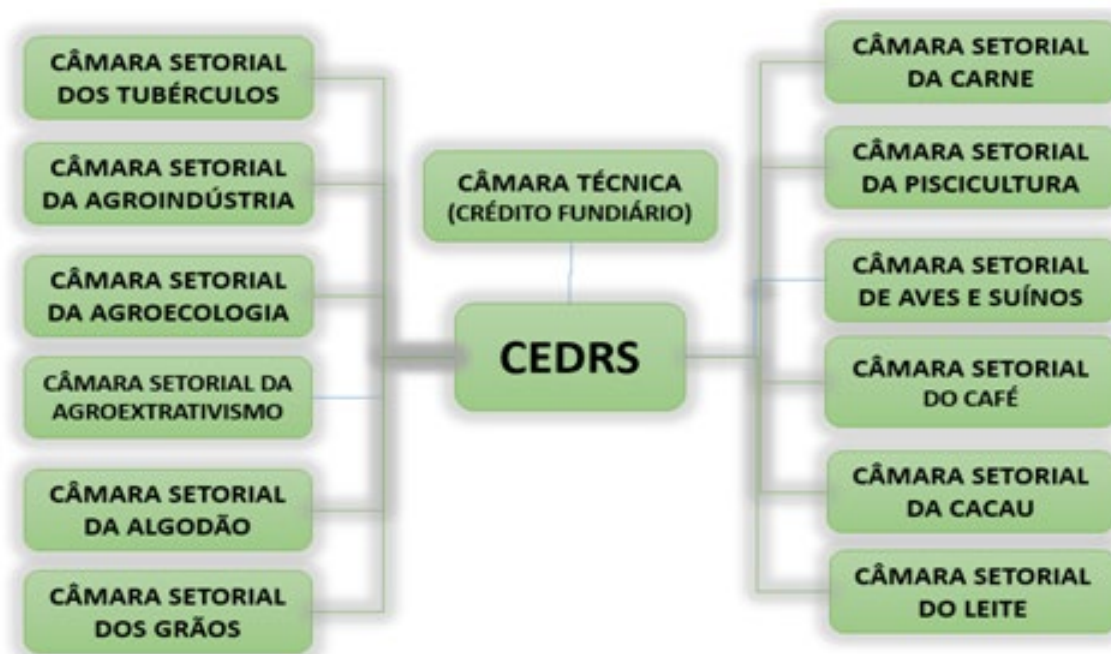 CÂMARA SETORIAL
DOS TUBÉRCULOS
CÂMARA SETORIAL
DA AGROINDÚSTRIA
CÂMARA SETORIAL
DA AGROECOLOGIA
CÂMARA SETORIAL DA
AGROEXTRATIVISMO
CÂMARA SETORIAL
DA ALGODÃO
CÂMARA SETORIAL
DOS GRÃOS
CÂMARA TÉCNICA
(CRÉDITO FUNDIÁRIO)
CEDRS
CÂMARA SETORIAL
DA CARNE
CÂMARA SETORIAL
DA PISCICULTURA
CÂMARA SETORIAL
DE AVES E SUÍNOS
CÂMARA SETORIAL
DO CAFÉ
CÂMARA SETORIAL
DA CACAU
CÂMARA SETORIAL
DO LEITE